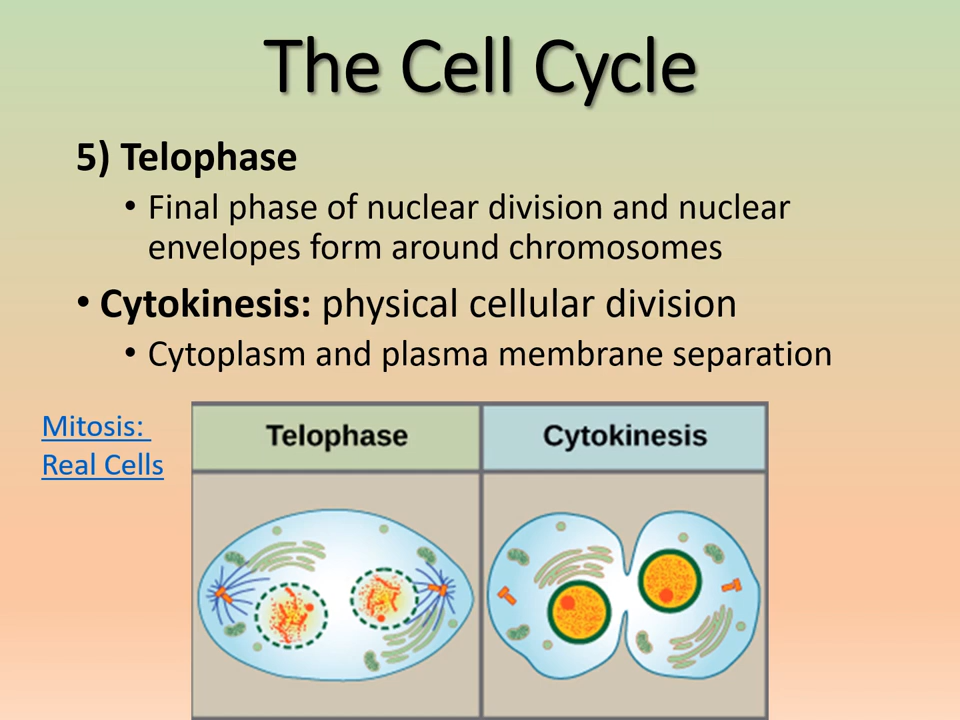 The Cell Cycle
5) Telophase
• Final phase of nuclear division and nuclear
envelopes form around chromosomes
• Cytokinesis: physical cellular division
• Cytoplasm and plasma membrane separation
Mitosis:
Real Cells
Telophase
Cytokinesis